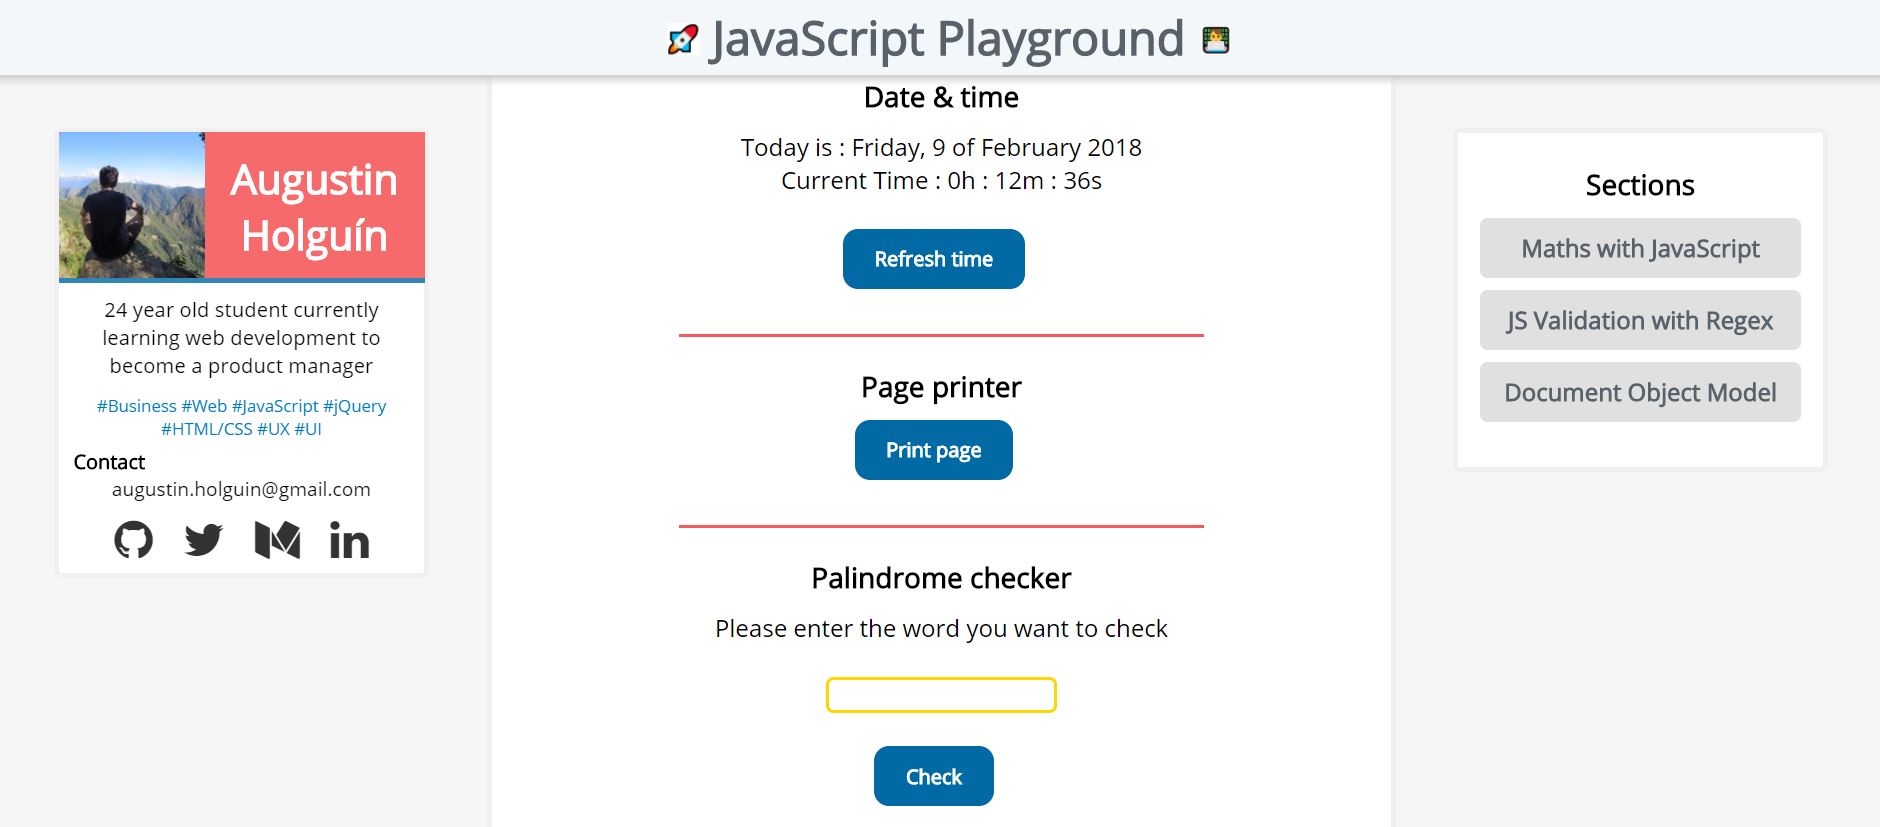 JavaScript Playground
Augustin
Holguín
24 year old student currently
learning web development to
become a product manager
#Business #Web #JavaScript #jQuery
#HTML/CSS #UX #UI
Contact
augustin.holguin@gmail.com
Date & time
Today is : Friday, 9 of February 2018
Current Time : 0h : 12m : 36s
Refresh time
Page printer
Print page
Palindrome checker
Please enter the word you want to check
Check
Sections
Maths with JavaScript
JS Validation with Regex
Document Object Model